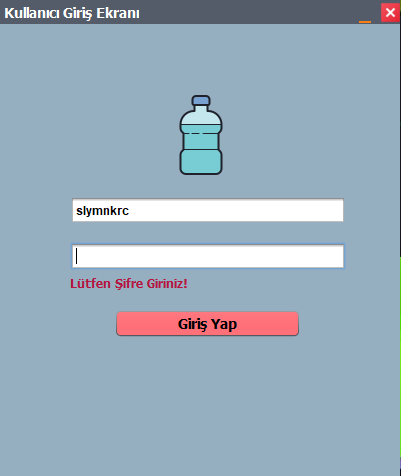 Kullanıcı Giriş Ekranı
slymnkrc
Lütfen Şifre Giriniz!
Giriş Yap